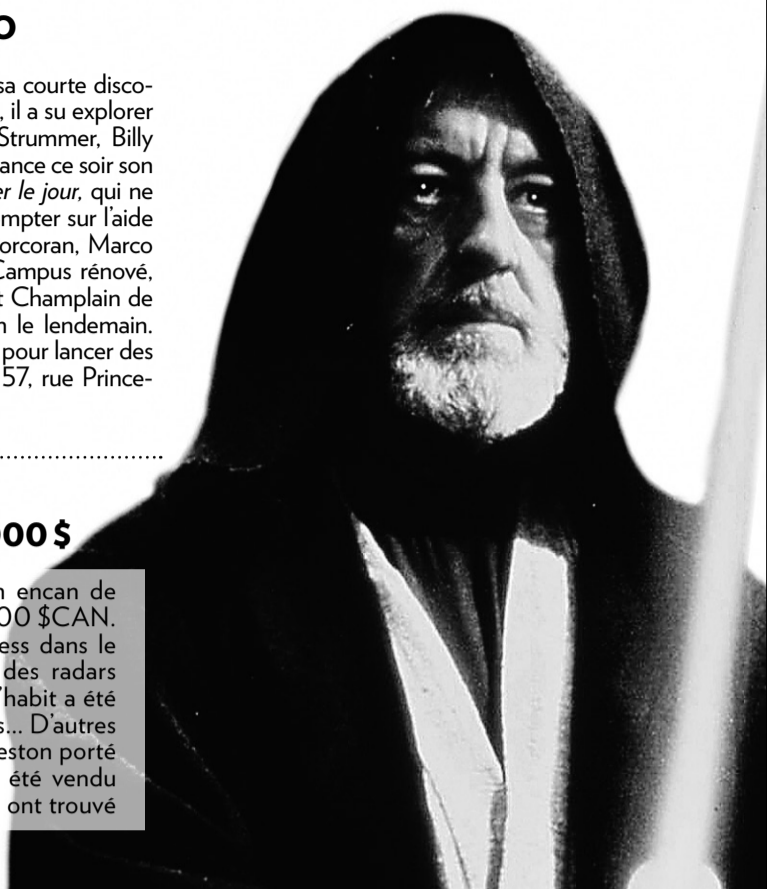 O
sa courte disco-
, il a su explorer
Strummer, Billy
ance ce soir son
er le jour, qui ne
mpter sur l’aide
orcoran, Marco
Campus rénové,
t Champlain de
n le lendemain.
pour lancer des
57, rue Prince-
000 $
n encan de
00 $CAN.
ess dans le
des radars
’habit a été
s... D’autres
eston porté
été vendu
ont trouvé